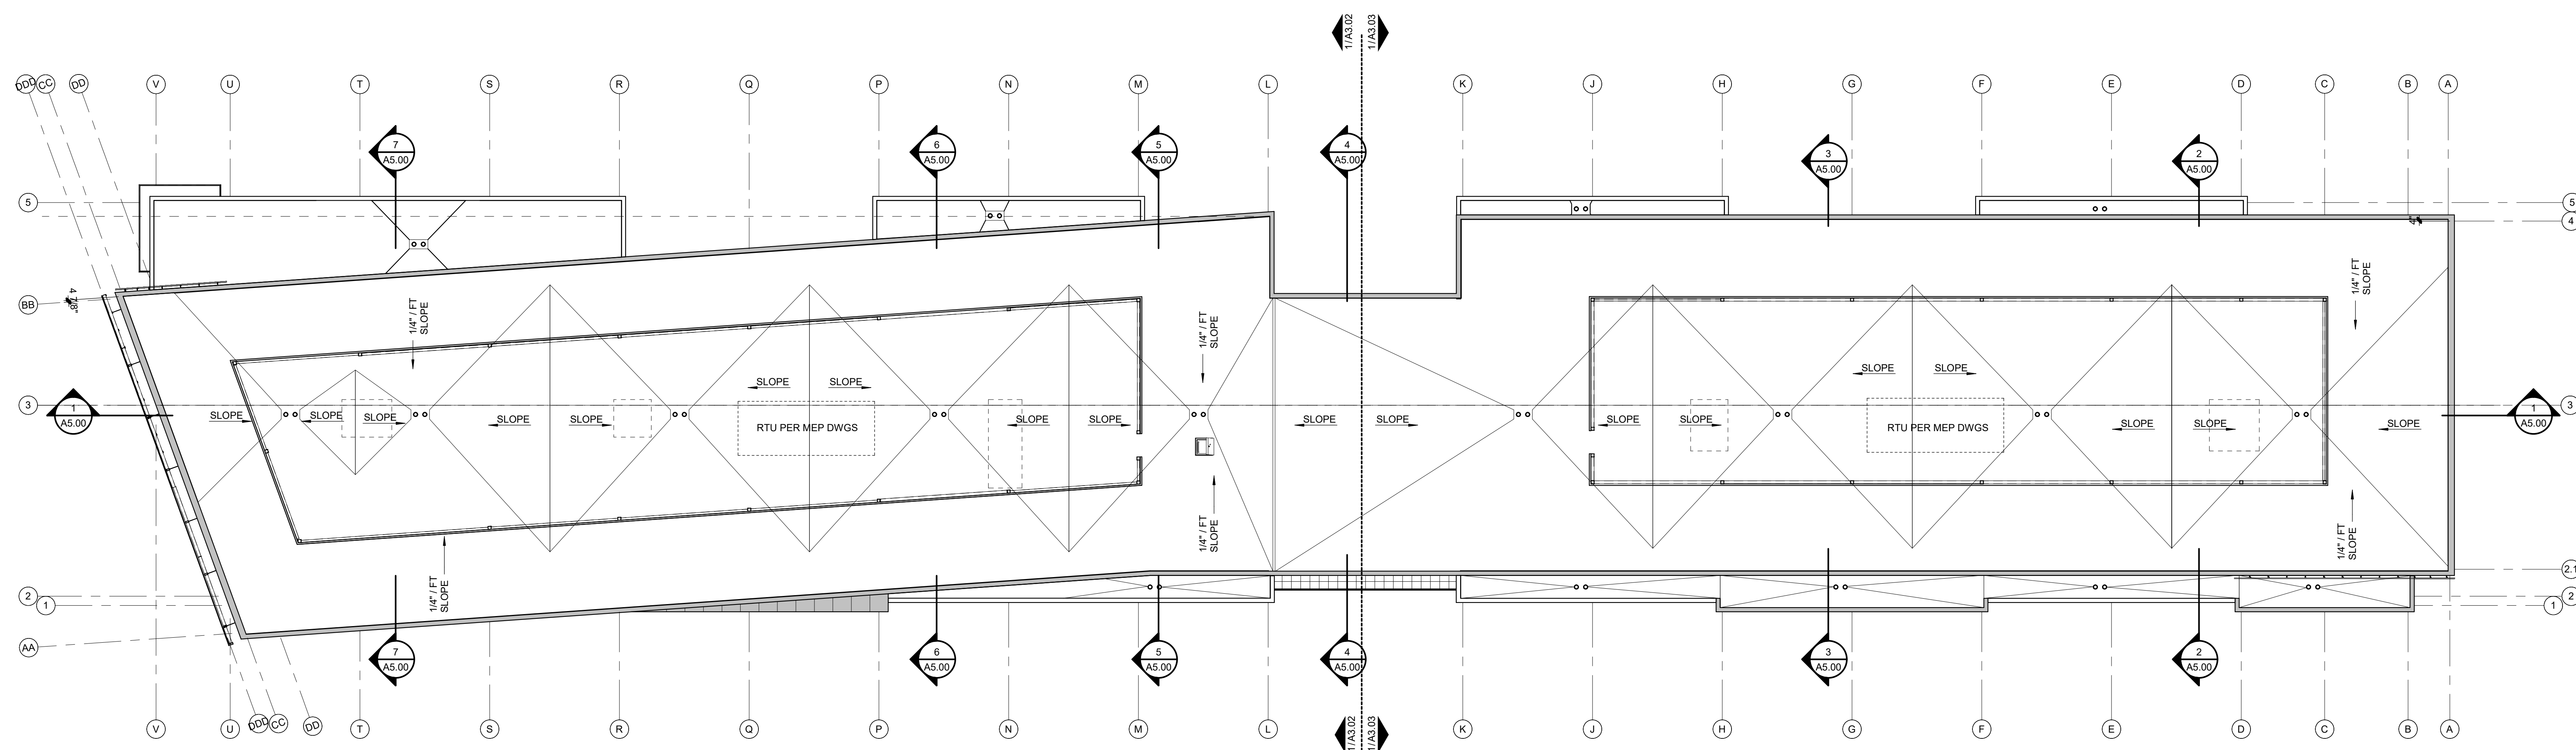 1/A3.02
1/A3.03
DDD
CC
DD
V
U
T
S
R
Q
P
N
M
L
K
J
H
G
F
E
D
C
B
A
7
A5.00
6
A5.00
5
A5.00
4
A5.00
3
A5.00
2
A5.00
5
5
4
4"
BB
4 7/8"
1/4" / FT
SLOPE
1/4" / FT
SLOPE
1/4" / FT
SLOPE
SLOPE
SLOPE
SLOPE
SLOPE
3
3
1
A5.00
1
A5.00
SLOPE
SLOPE
SLOPE
SLOPE
SLOPE
SLOPE
SLOPE
SLOPE
SLOPE
SLOPE
SLOPE
SLOPE
SLOPE
SLOPE
RTU PER MEP DWGS
RTU PER MEP DWGS
1/4" / FT
SLOPE
1/4" / FT
SLOPE
1/4" / FT
SLOPE
2
1
2.1
2
1
AA
7
A5.00
6
A5.00
5
A5.00
4
A5.00
3
A5.00
2
A5.00
V
U
DDD
CC
DD
T
S
R
Q
P
N
M
L
K
J
H
G
F
E
D
C
B
A
1/A3.02
1/A3.03